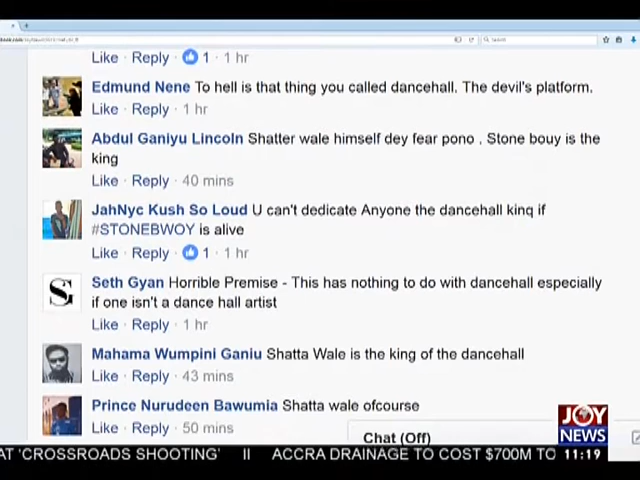 Like · Reply · 1 · 1 hr
Edmund Nene To hell is that thing you called dancehall. The devil's platform.
Like · Reply · 1 hr
Abdul Ganiyu Lincoln Shatter wale himself dey fear pono . Stone bouy is the
king
Like · Reply · 40 mins
JahNyc Kush So Loud U can't dedicate Anyone the dancehall king if
#STONEBWOY is alive
Like · Reply · 1 · 1 hr
Seth Gyan Horrible Premise - This has nothing to do with dancehall especially
if one isn't a dance hall artist
Like · Reply · 1 hr
Mahama Wumpini Ganiu Shatta Wale is the king of the dancehall
Like · Reply · 43 mins
Prince Nurudeen Bawumia Shatta wale ofcourse
Like · Reply · 50 mins
Chat (Off)
JOY
NEWS
AT 'CROSSROADS SHOOTING' II ACCRA DRAINAGE TO COST $700M TO
11:19